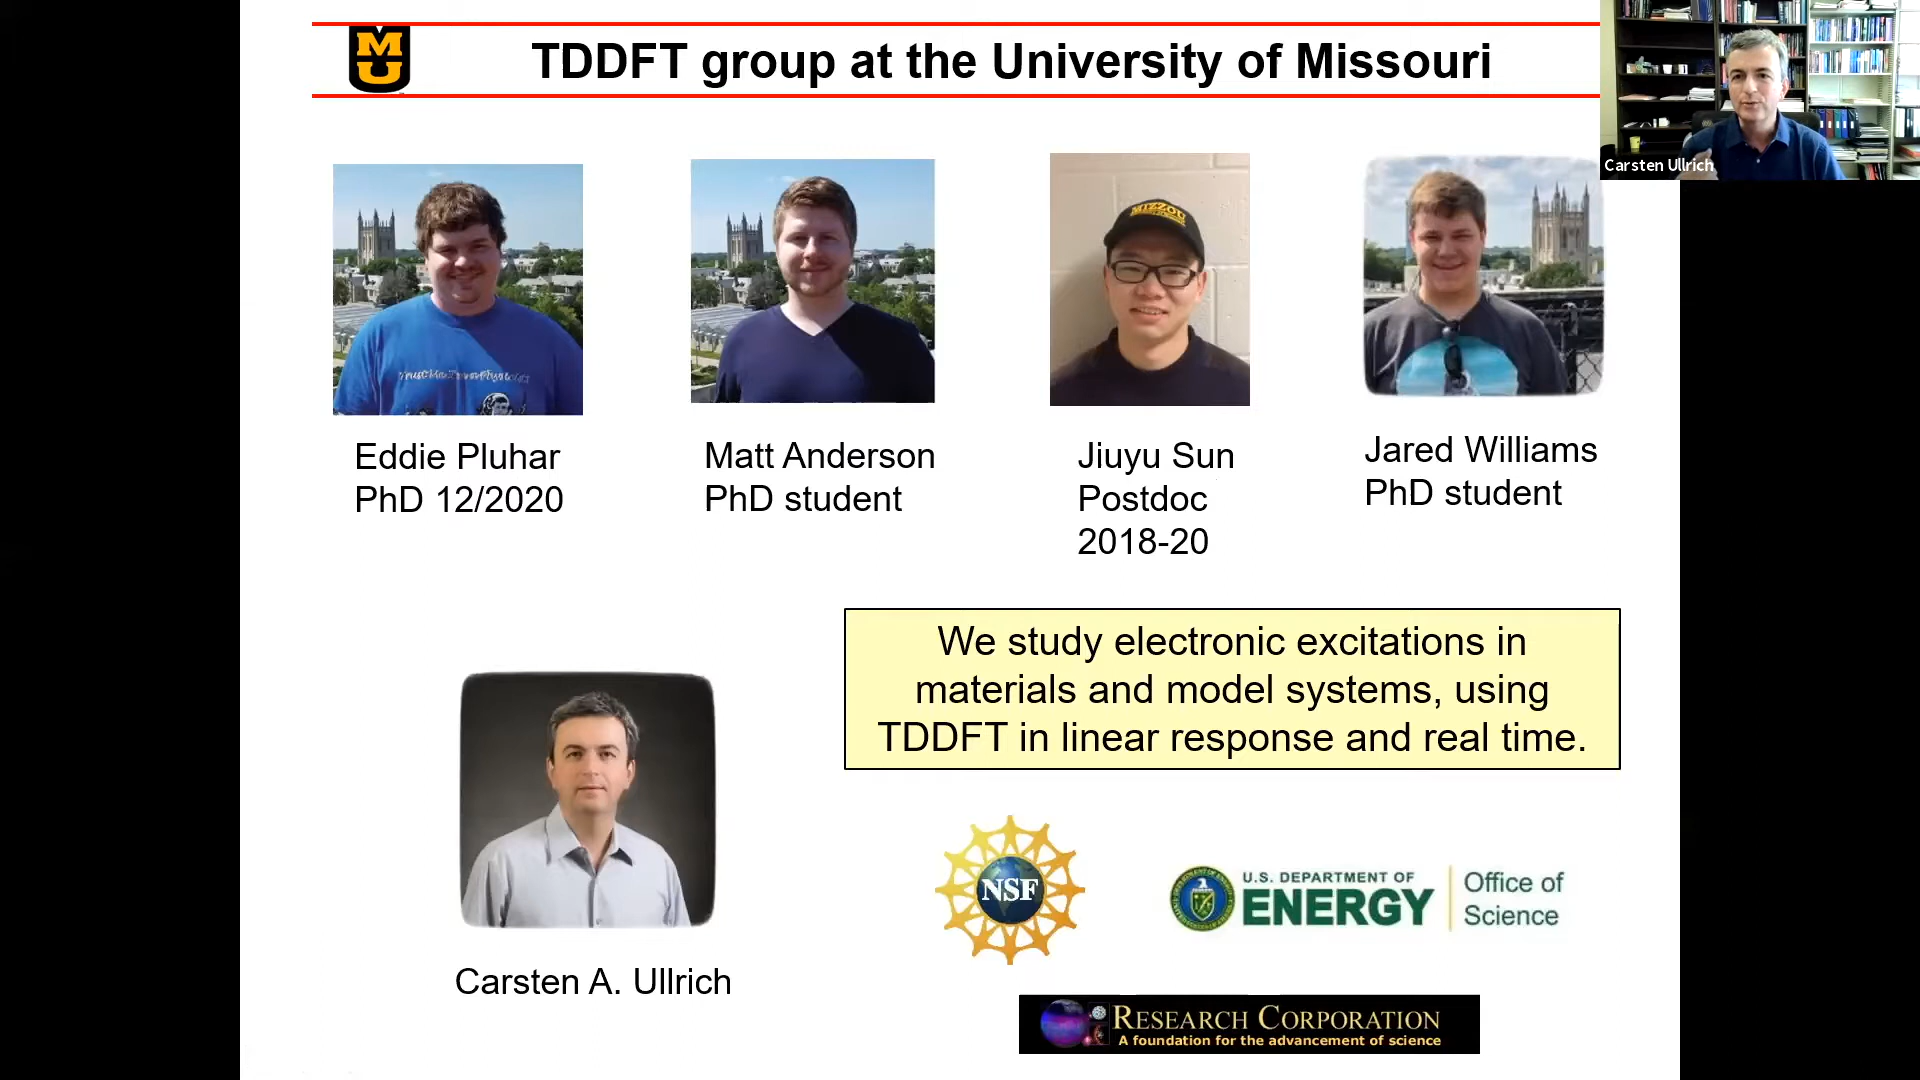 MU
TDDFT group at the University of Missouri
Carsten Ullrich
MIZZOU
Eddie Pluhar
PhD 12/2020
Matt Anderson
PhD student
Jiuyu Sun
Postdoc
2018-20
Jared Williams
PhD student
We study electronic excitations in
materials and model systems, using
TDDFT in linear response and real time.
NSF
U.S. DEPARTMENT OF
ENERGY
Office of
Science
Carsten A. Ullrich
RESEARCH CORPORATION
A foundation for the advancement of science